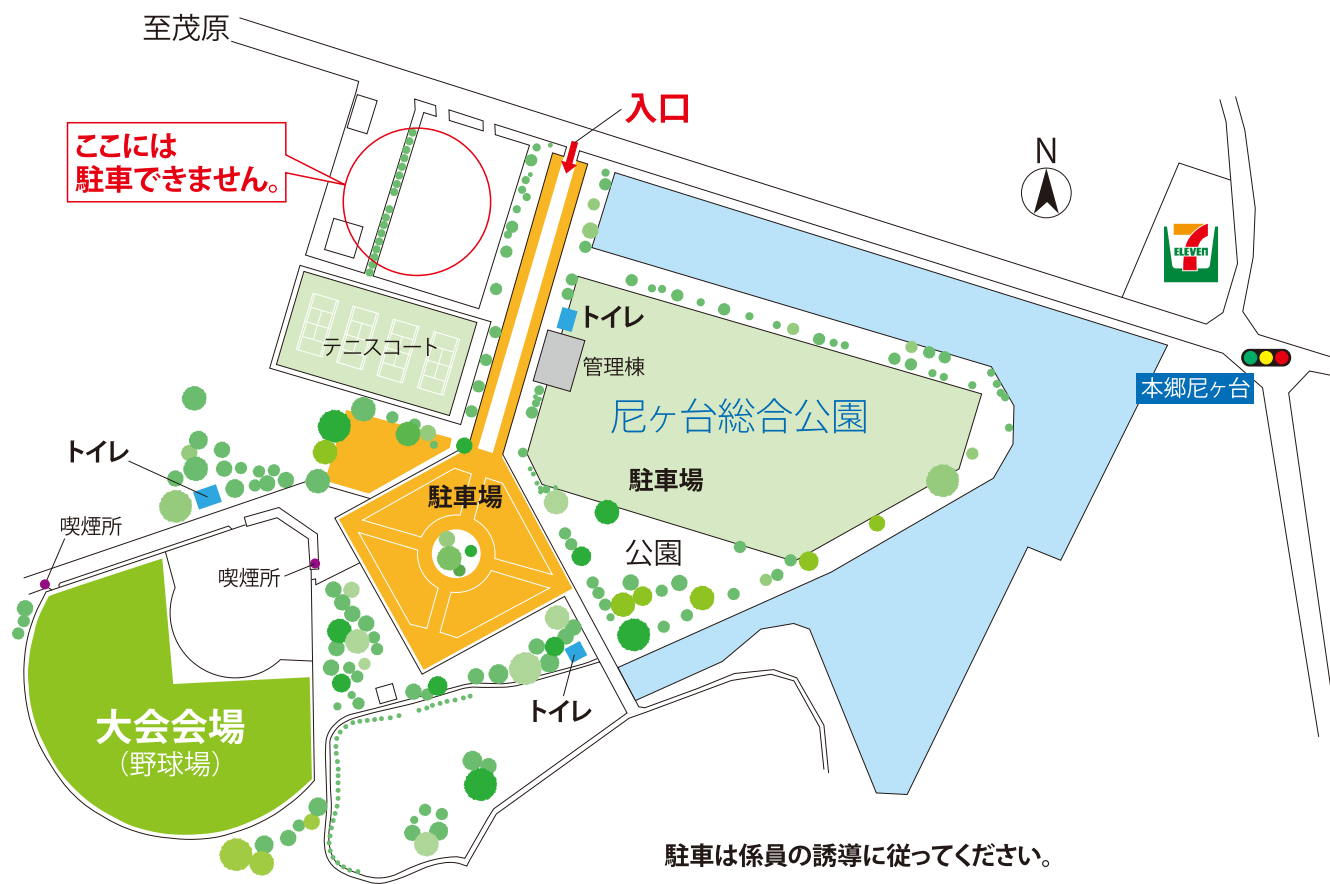 至茂原
入口
ここには
駐車できません。
N
7
ELEVEN
トイレ
テニスコート
管理棟
本郷尼ヶ台
尼ヶ台総合公園
トイレ
駐車場
駐車場
喫煙所
公園
喫煙所
トイレ
大会会場
（野球場）
駐車は係員の誘導に従ってください。